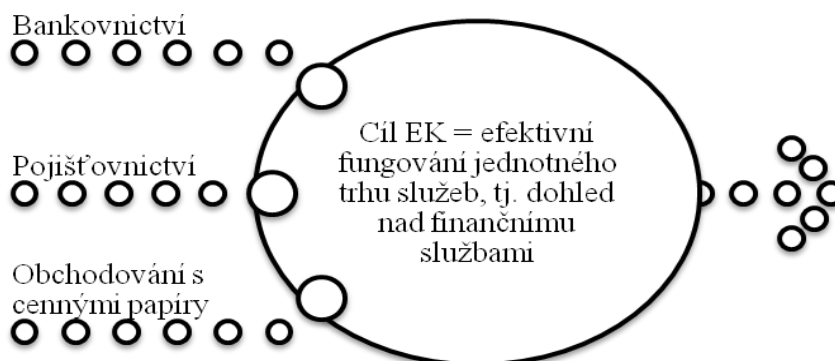 Bankovnictví
Pojišťovnictví
Obchodování s
cennými papíry
Cíl EK = efektivní
fungování jednotného
trhu služeb, tj. dohled
nad finančnímu
službami